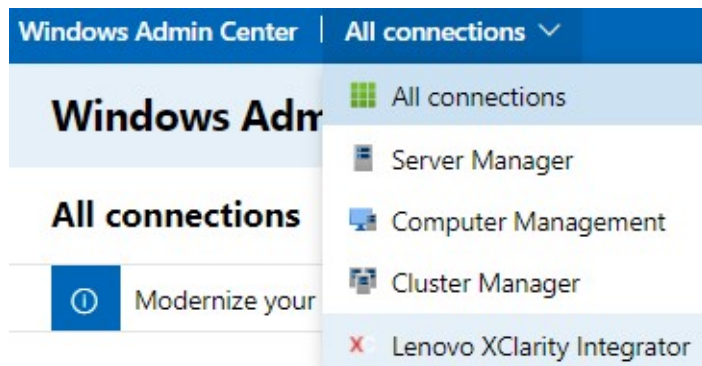 Windows Admin Center | All connections
Windows Adm
All connections
Server Manager
All connections
Computer Management
Cluster Manager
Modernize your
X Lenovo XClarity Integrator